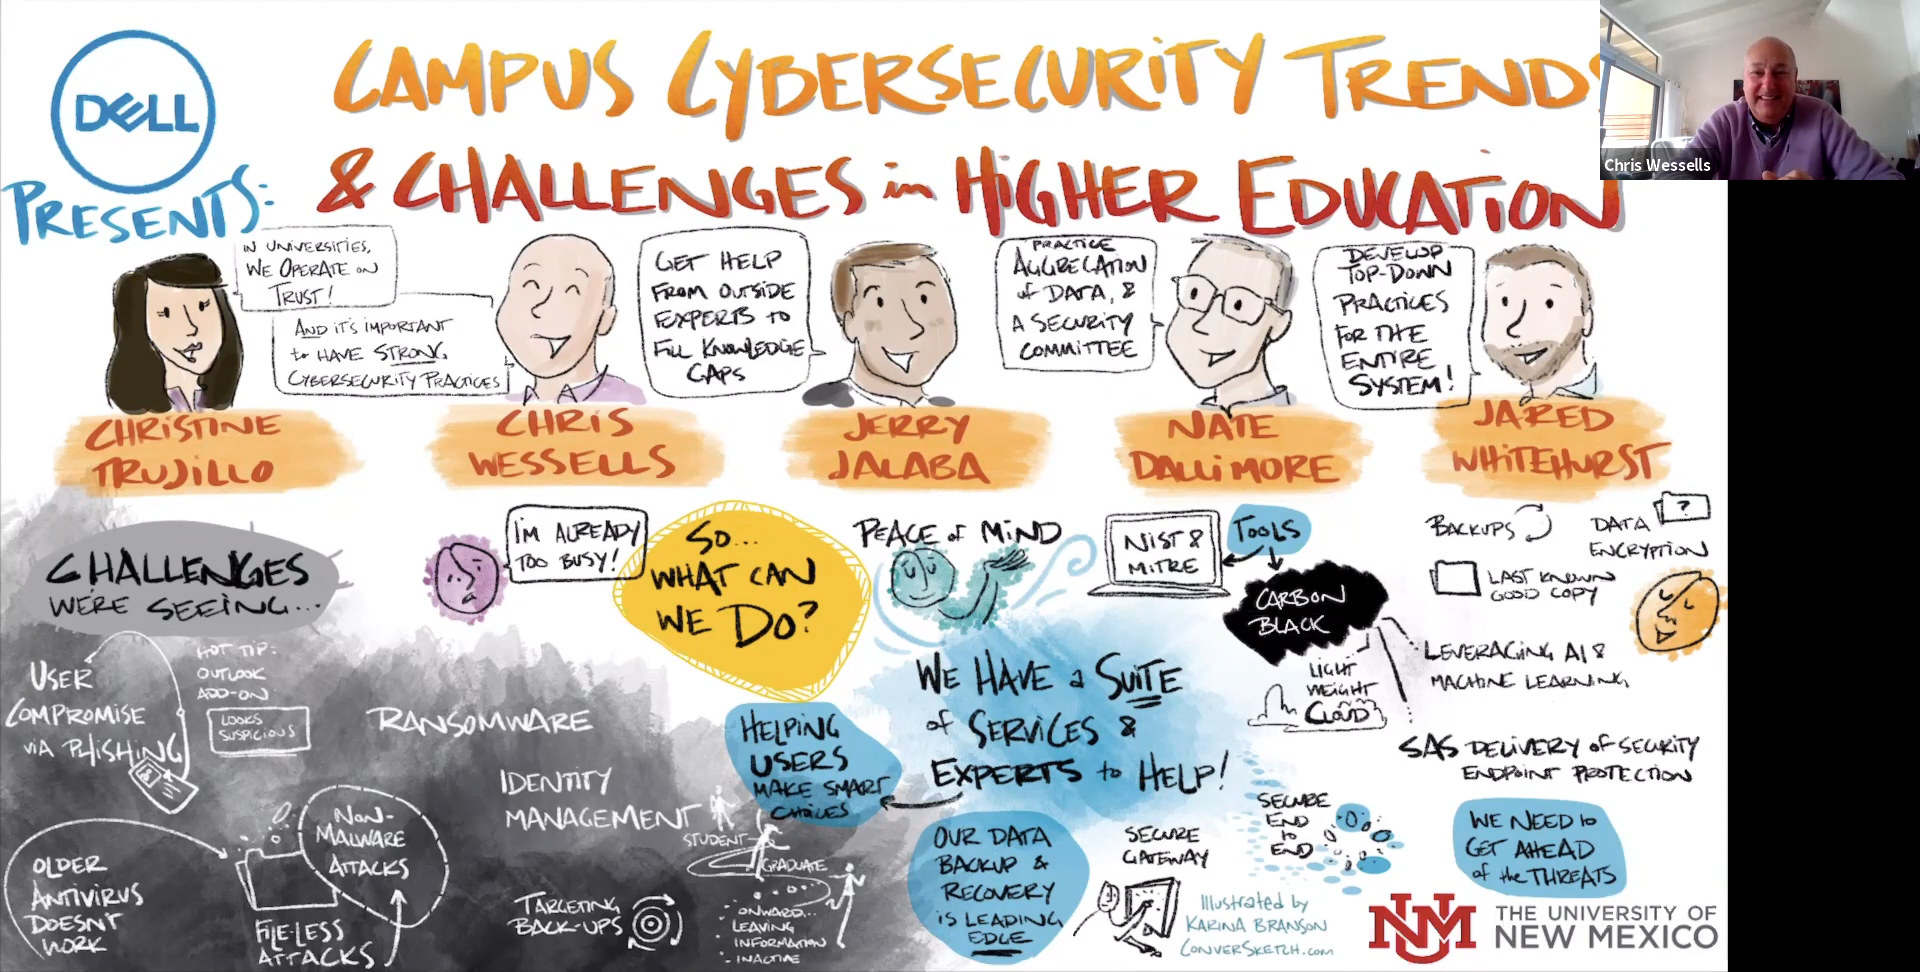 DELL
PRESENTS:
CAMPUS CYBERSECURITY TRENDS
& CHALLENGES in HIGHER EDUCATION
Chris Wessells
IN UNIVERSITIES,
WE OPERATE ON
TRUST!
AND IT'S IMPORTANT
to HAVE STRONG
CYBERSECURITY PRACTICES
GET HELP
FROM OUTSIDE
EXPERTS TO
FILL KNOWLEDGE
GAPS
PRACTICE
AGGREGATION
of DATA, &
A SECURITY
COMMITTEE
DEVELOP
TOP-DOWN
PRACTICES
FOR THE
ENTIRE
SYSTEM!
CHRISTINE
TRUJILLO
CHRIS
WESSELLS
JERRY
JALABA
NATE
DALLIMORE
JARED
WHITEHURST
CHALLENGES
WE'RE SEEING...
I'M ALREADY
TOO BUSY!
SO...
WHAT CAN
WE DO?
PEACE of MIND
NIST &
MITRE
TOOLS
CARBON
BLACK
LIGHT
WEIGHT
CLOUD
BACKUPS
DATA
ENCRYPTION
?
LAST KNOWN
GOOD COPY
LEVERAGING AI &
MACHINE LEARNING
SAS DELIVERY of SECURITY
ENDPOINT PROTECTION
USER
COMPROMISE
VIA PHISHING
HOT TIP:
OUTLOOK
ADD-ON
LOOKS
SUSPICIOUS
RANSOMWARE
IDENTITY
MANAGEMENT
STUDENT
GRADUATE
ONWARD...
LEAVING
INFORMATION
INACTIVE
OLDER
ANTIVIRUS
DOESN'T
WORK
NON-
MALWARE
ATTACKS
FILE-LESS
ATTACKS
TARGETING
BACK-UPS
HELPING
USERS
MAKE SMART
CHOICES
WE HAVE a SUITE
of SERVICES &
EXPERTS to HELP!
OUR DATA
BACKUP &
RECOVERY
IS LEADING
EDGE
SECURE
GATEWAY
SECURE
END
to
END
WE NEED to
GET AHEAD
of the THREATS
Illustrated by
KARINA BRANSON
CONVERSKETCH.com
UNM
THE UNIVERSITY OF
NEW MEXICO